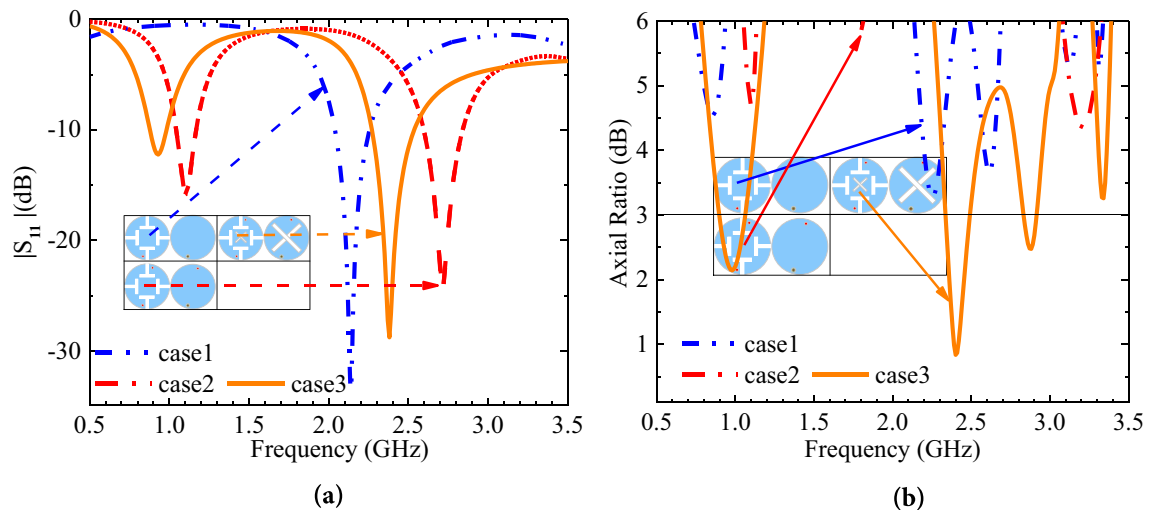 0
-10
-20
-30
|S11|(dB)
case1
case2 case3
0.5 1.0 1.5 2.0 2.5 3.0 3.5
Frequency (GHz)
(a)
6
5
4
3
2
1
Axial Ratio (dB)
case1
case2 case3
0.5 1.0 1.5 2.0 2.5 3.0 3.5
Frequency (GHz)
(b)